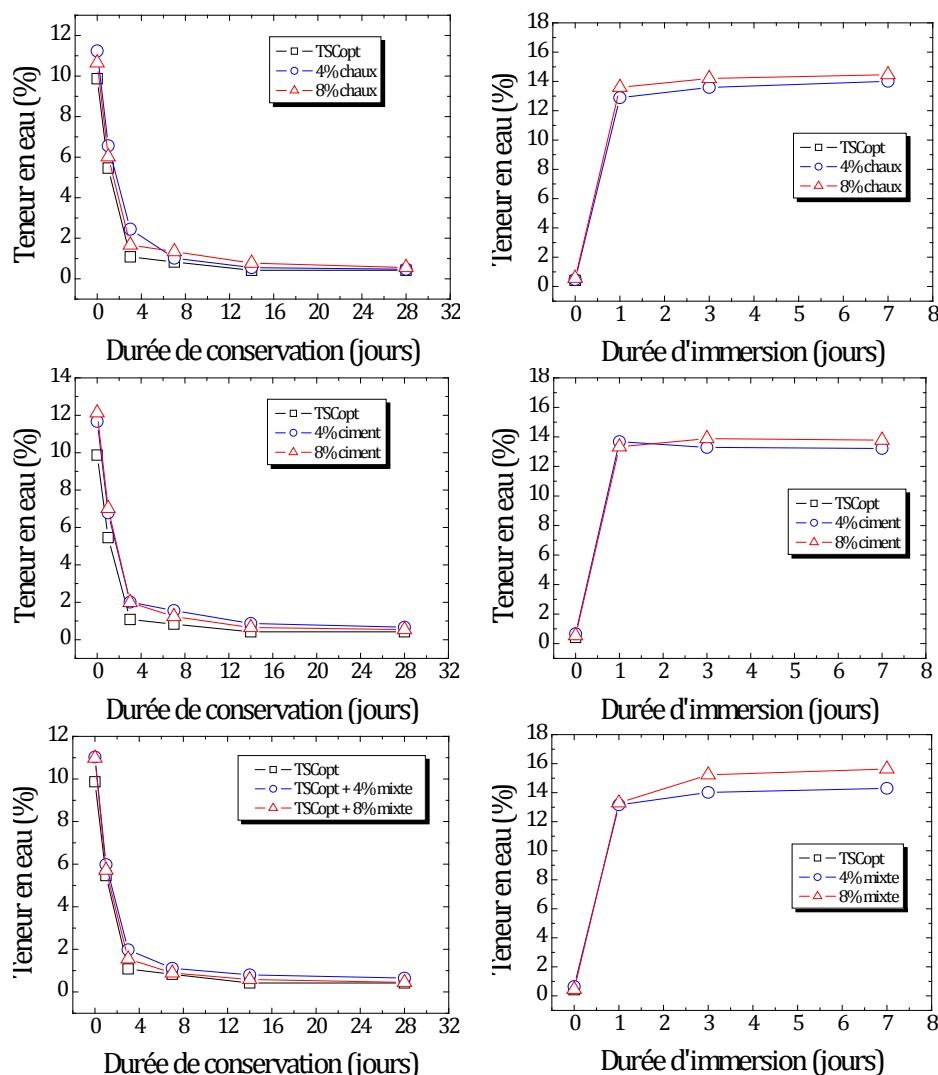 Teneur en eau (%)
12
10
8
6
4
2
0
TSCopt
4% chaux
8% chaux
0 4 8 12 16 20 24 28 32
Durée de conservation (jours)
Teneur en eau (%)
18
16
14
12
10
8
6
4
2
0
TSCopt
4% chaux
8% chaux
0 1 2 3 4 5 6 7 8
Durée d'immersion (jours)
Teneur en eau (%)
14
12
10
8
6
4
2
0
TSCopt
4% ciment
8% ciment
0 4 8 12 16 20 24 28 32
Durée de conservation (jours)
Teneur en eau (%)
18
16
14
12
10
8
6
4
2
0
TSCopt
4% ciment
8% ciment
0 1 2 3 4 5 6 7 8
Durée d'immersion (jours)
Teneur en eau (%)
12
10
8
6
4
2
0
TSCopt
TSCopt + 4% mixte
TSCopt + 8% mixte
0 4 8 12 16 20 24 28 32
Durée de conservation (jours)
Teneur en eau (%)
18
16
14
12
10
8
6
4
2
0
TSCopt
4% mixte
8% mixte
0 1 2 3 4 5 6 7 8
Durée d'immersion (jours)